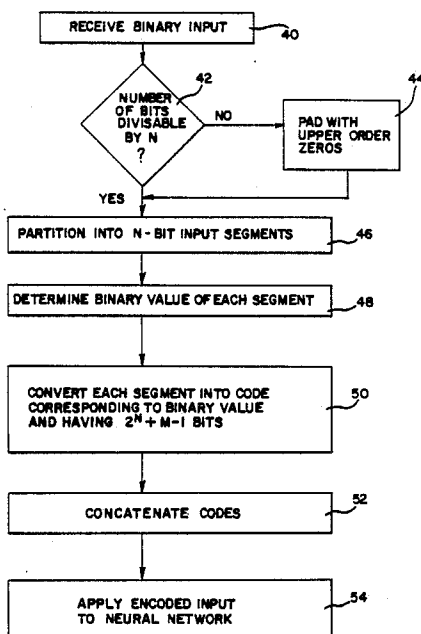 RECEIVE BINARY INPUT
40
42
NUMBER
OF BITS
DIVISABLE
BY N
?
NO
44
PAD WITH
UPPER ORDER
ZEROS
YES
PARTITION INTO N-BIT INPUT SEGMENTS
46
DETERMINE BINARY VALUE OF EACH SEGMENT
48
CONVERT EACH SEGMENT INTO CODE
CORRESPONDING TO BINARY VALUE
AND HAVING 2^N + M-1 BITS
50
CONCATENATE CODES
52
APPLY ENCODED INPUT
TO NEURAL NETWORK
54